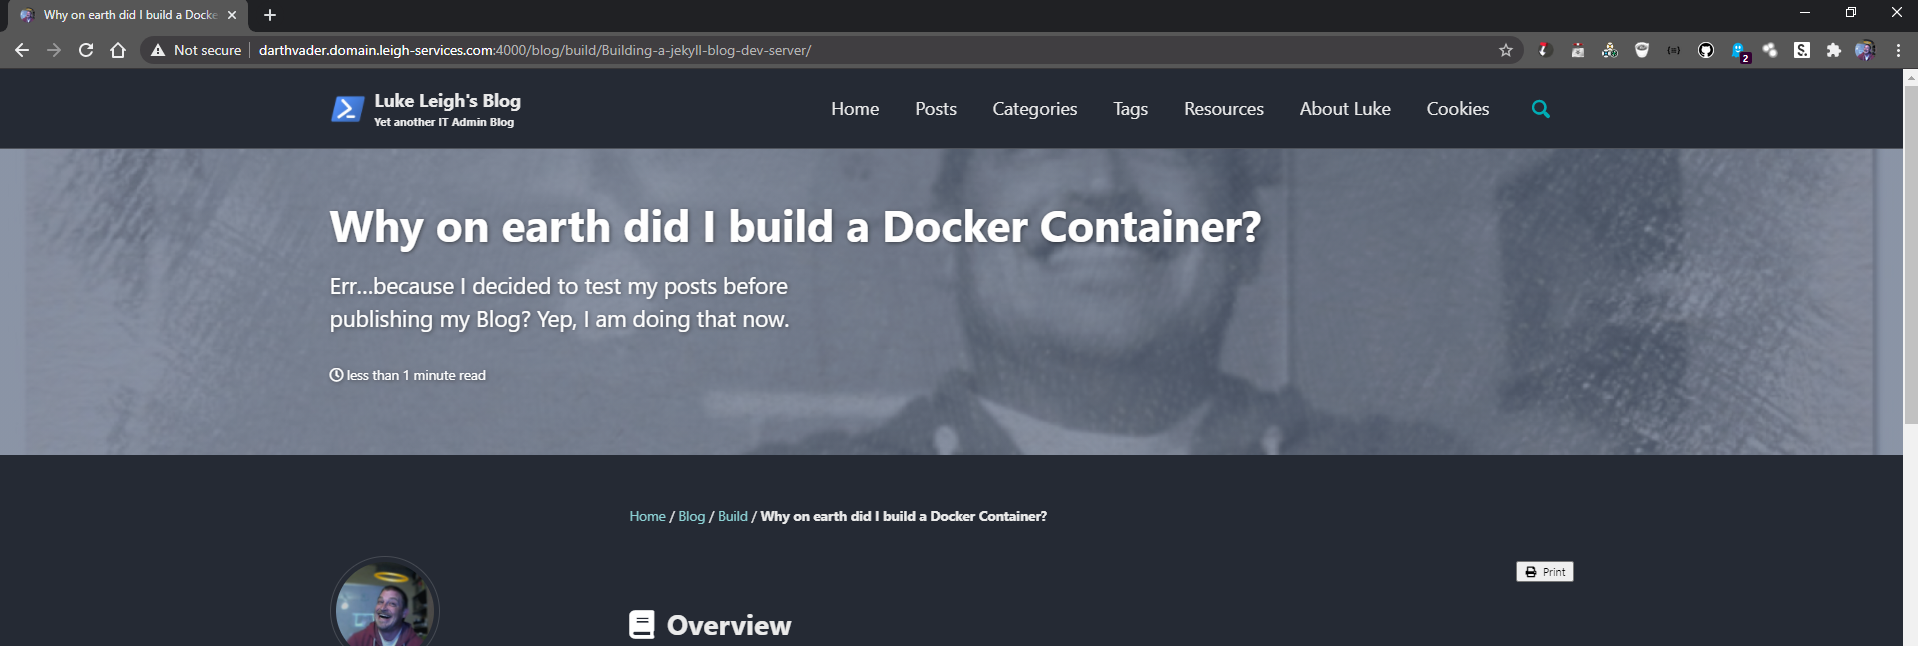 Why on earth did I build a Docke
Not secure
darthvader.domain.leigh-services.com:4000/blog/build/Building-a-jekyll-blog-dev-server/
2
Luke Leigh's Blog
Yet another IT Admin Blog
Home
Posts
Categories
Tags
Resources
About Luke
Cookies
Why on earth did I build a Docker Container?
Err...because I decided to test my posts before
publishing my Blog? Yep, I am doing that now.
less than 1 minute read
Home / Blog / Build / Why on earth did I build a Docker Container?
Print
Overview